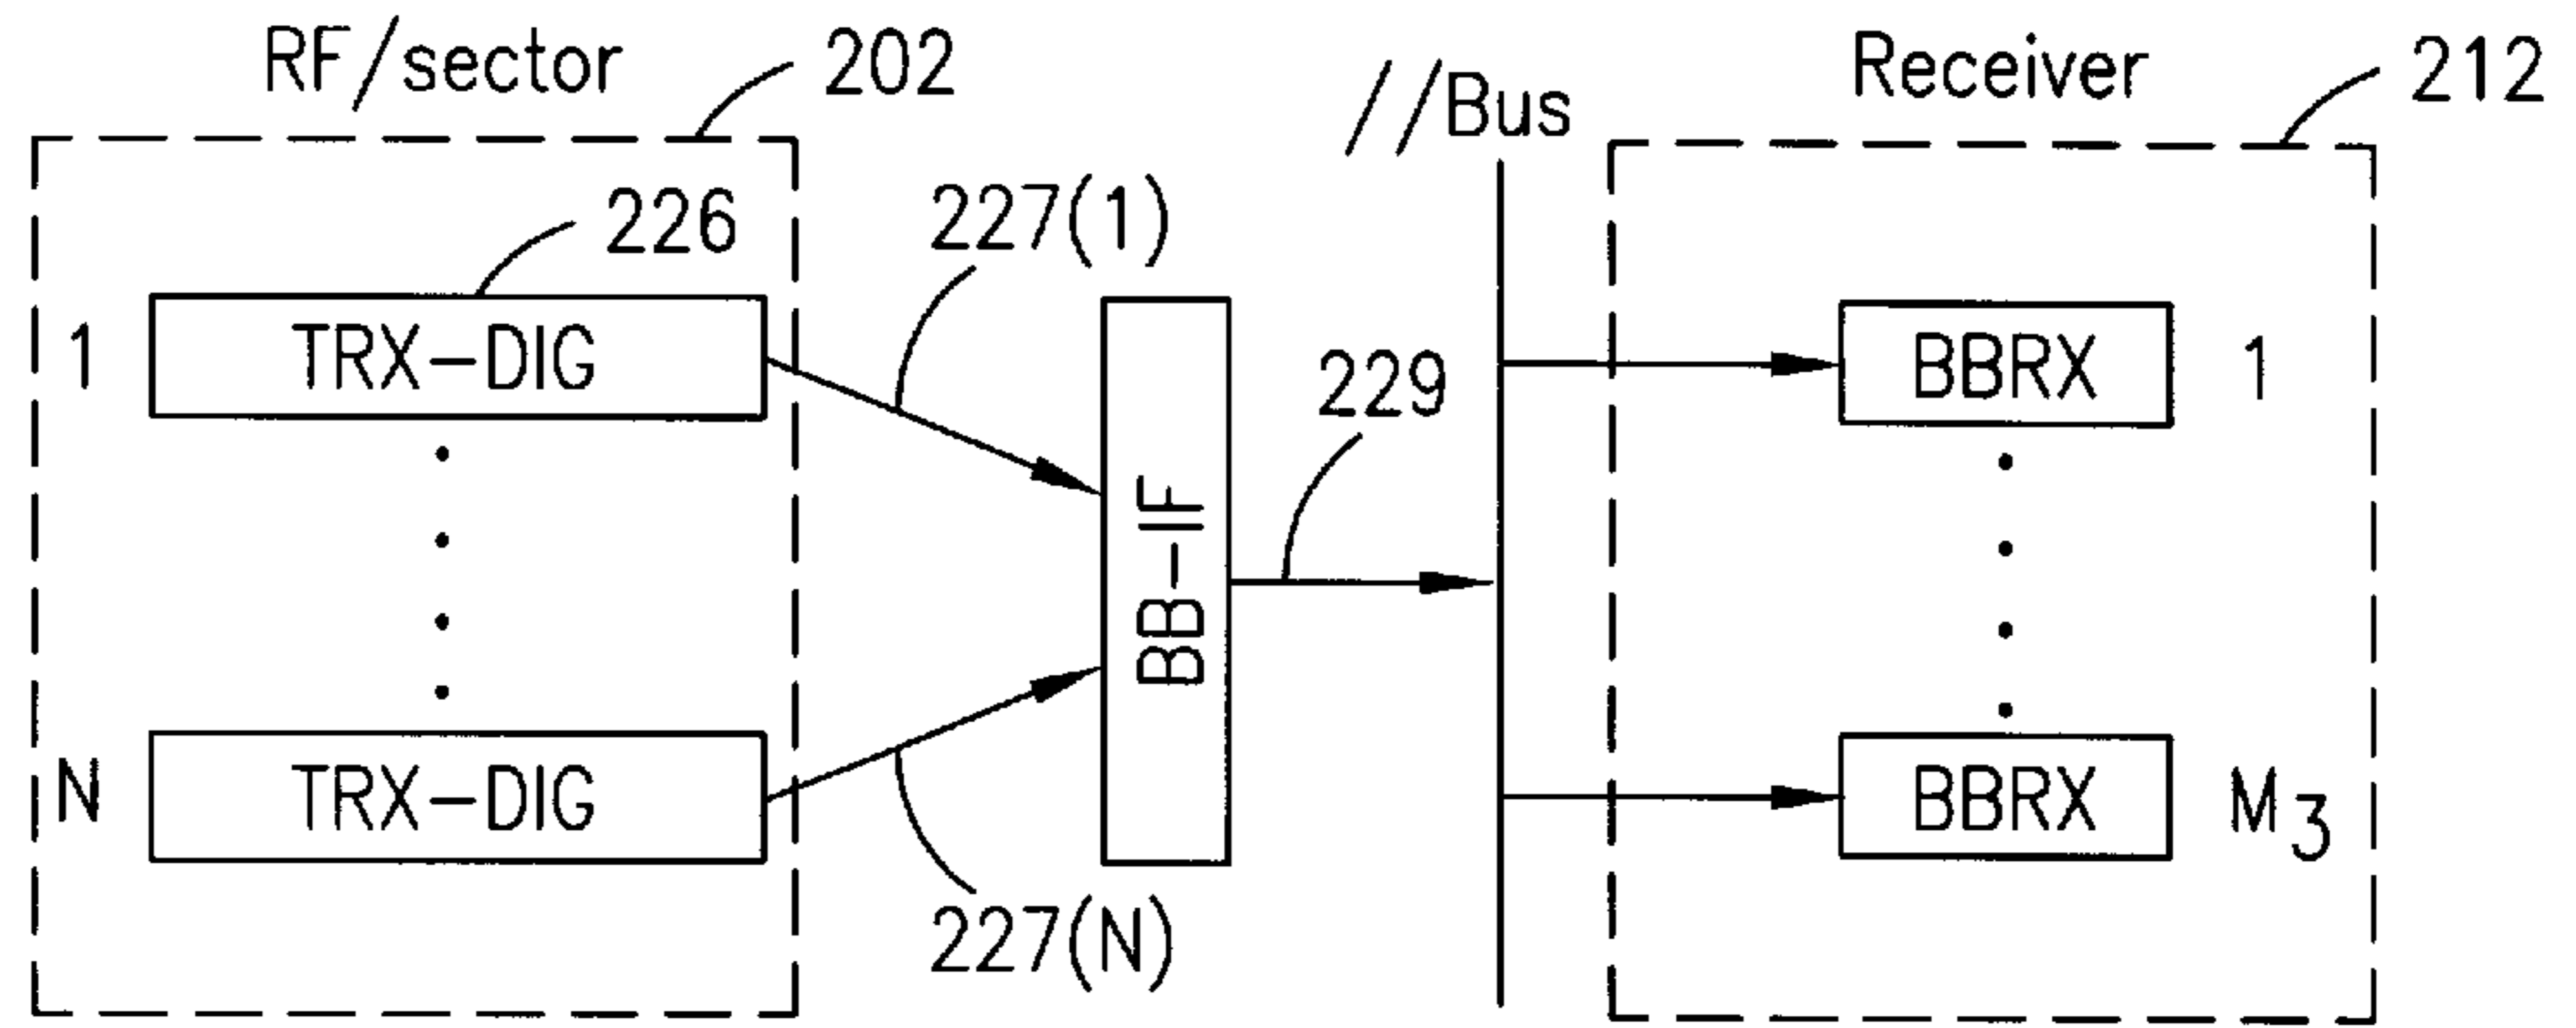 RF/sector
202
//Bus
Receiver
212
226
227(1)
1
TRX-DIG
229
BBRX
1
BB-IF
N
TRX-DIG
BBRX
M3
227(N)